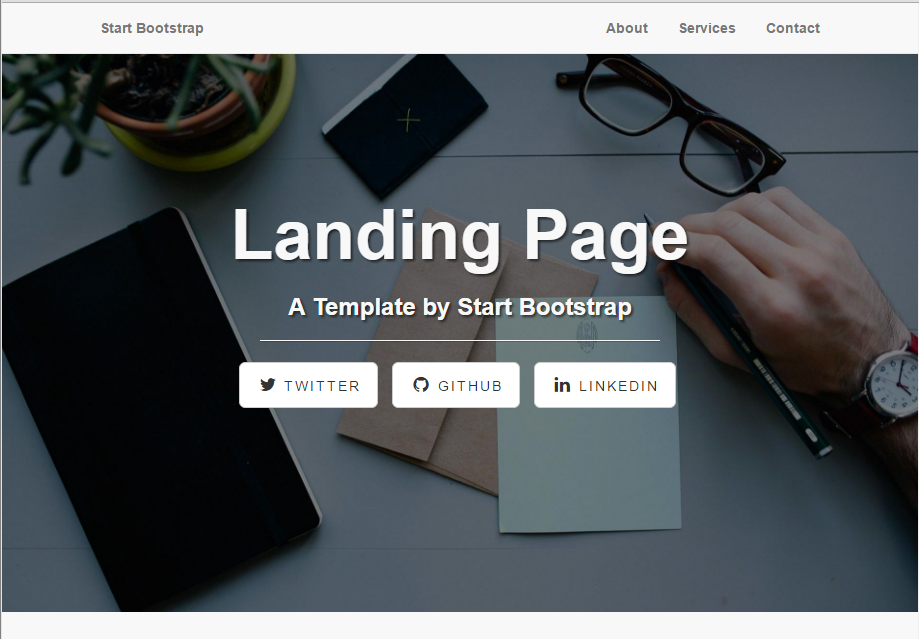 Start Bootstrap About Services Contact
Landing Page
A Template by Start Bootstrap
TWITTER GITHUB LINKEDIN